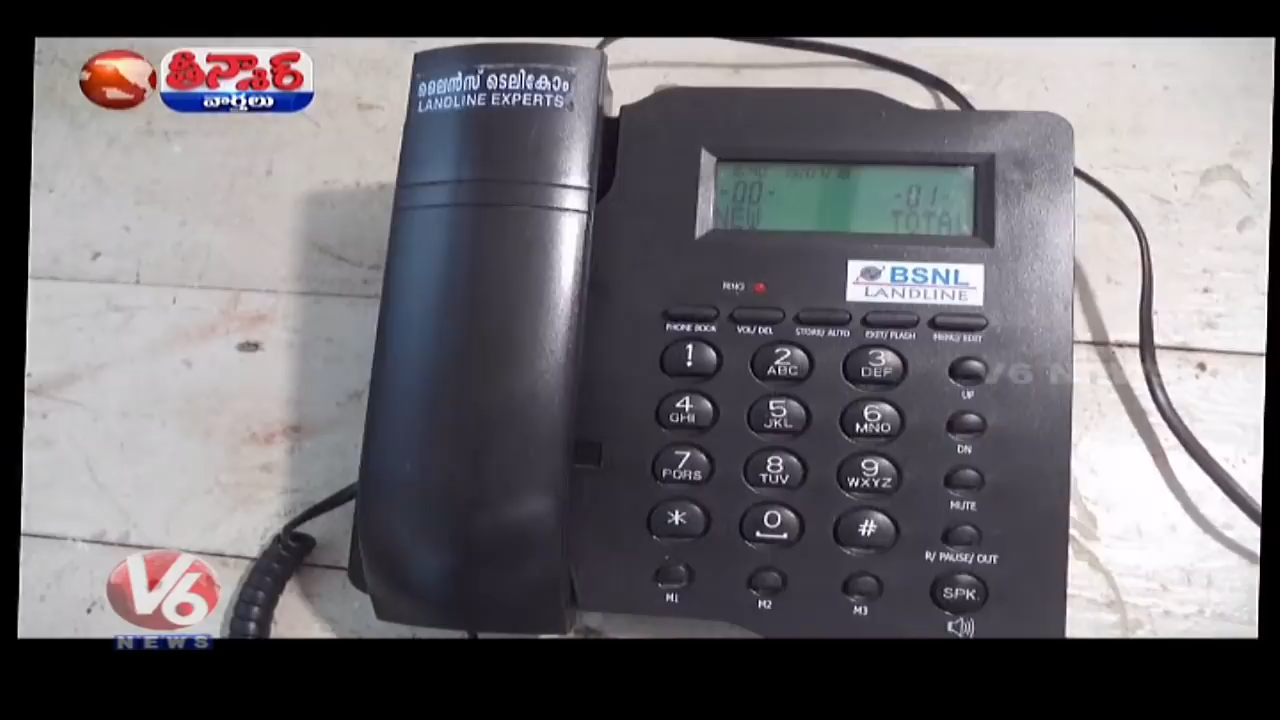 తీన్మార్
వార్తలు
ലൈൻസ് ടെലികോം
LANDLINE EXPERTS
-00- -01-
NEW TOTAL
BSNL
LANDLINE
RING
PHONE BOOK VOL/ DEL STORE/ AUTO EXIT/ FLASH MENU/ EDIT
1 2 3
ABC DEF
UP
4 5 6
GHI JKL MNO
DN
7 8 9
PQRS TUV WXYZ
MUTE
* 0 #
R/ PAUSE/ OUT
M1 M2 M3
SPK
V6
NEWS